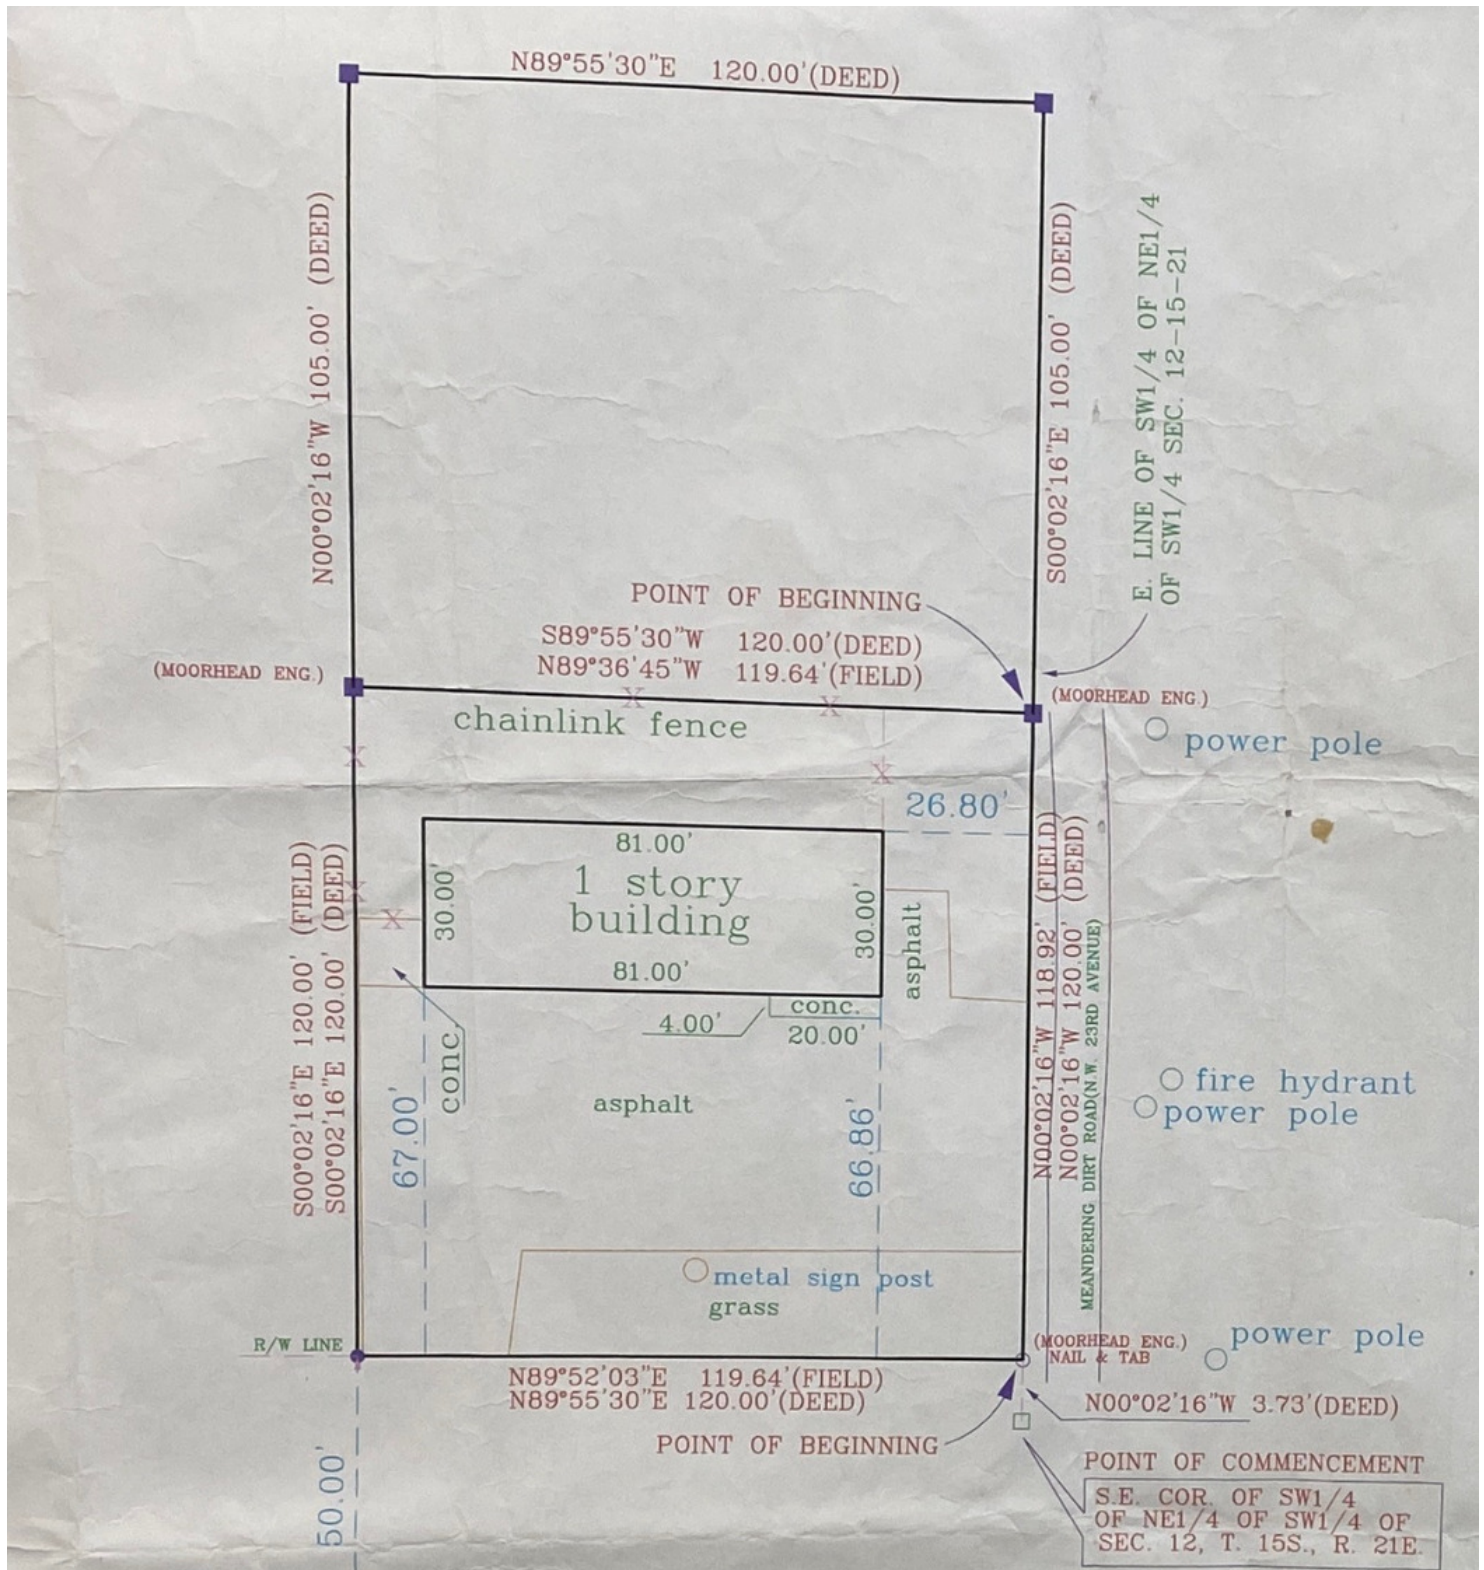 N89°55'30"E 120.00'(DEED)
N00°02'16"W 105.00' (DEED)
S00°02'16"E 105.00' (DEED)
E. LINE OF SW1/4 OF NE1/4
OF SW1/4 SEC. 12-15-21
POINT OF BEGINNING
S89°55'30"W 120.00'(DEED)
N89°36'45"W 119.64'(FIELD)
(MOORHEAD ENG.)
(MOORHEAD ENG.)
X X
chainlink fence
power pole
X
X
26.80'
81.00'
1 story
building
30.00'
30.00'
81.00'
X
X
S00°02'16"E 120.00' (FIELD)
S00°02'16"E 120.00' (DEED)
asphalt
N00°02'16"W 118.92' (FIELD)
N00°02'16"W 120.00' (DEED)
MEANDERING DIRT ROAD(N.W. 23RD AVENUE)
conc.
4.00'
20.00'
conc.
67.00'
asphalt
66.86'
fire hydrant
power pole
metal sign post
grass
R/W LINE
(MOORHEAD ENG.)
NAIL & TAB
power pole
N89°52'03"E 119.64'(FIELD)
N89°55'30"E 120.00'(DEED)
N00°02'16"W 3.73'(DEED)
POINT OF BEGINNING
50.00'
POINT OF COMMENCEMENT
S.E. COR. OF SW1/4
OF NE1/4 OF SW1/4 OF
SEC. 12, T. 15S., R. 21E.